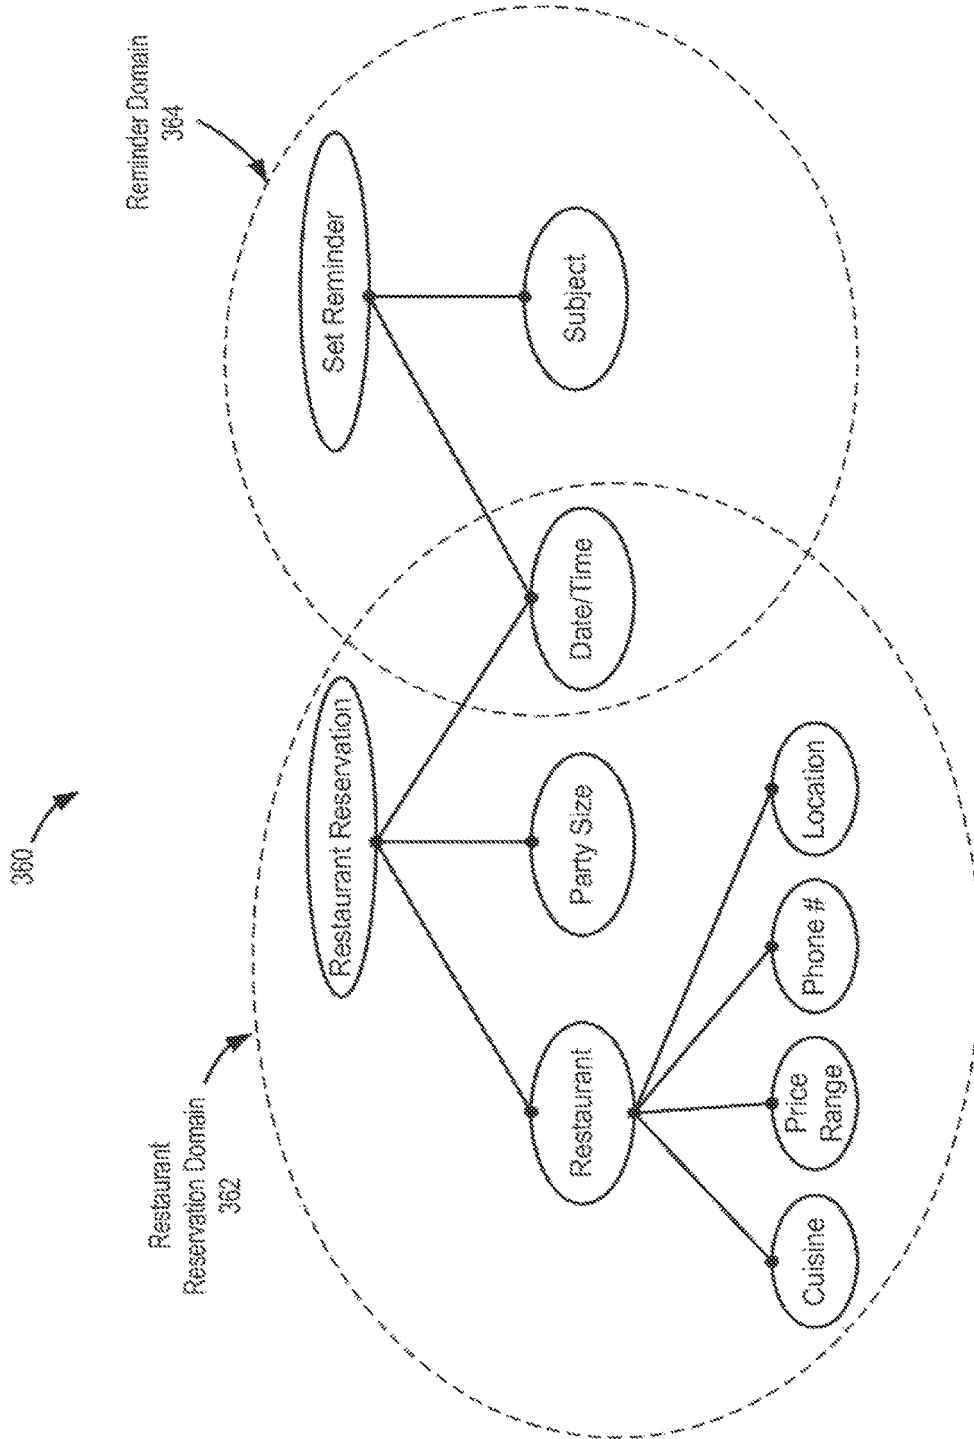 360
Restaurant
Reservation Domain
362
Reminder Domain
364
Restaurant Reservation
Set Reminder
Restaurant
Party Size
Date/Time
Subject
Cuisine
Price
Range
Phone #
Location